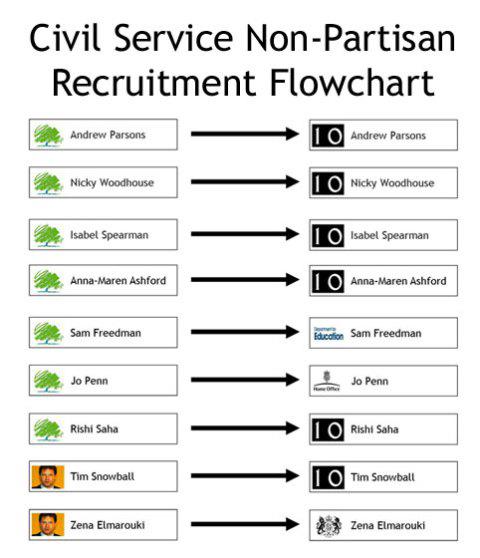 Civil Service Non-Partisan
Recruitment Flowchart
Andrew Parsons
10
Andrew Parsons
Nicky Woodhouse
10
Nicky Woodhouse
Isabel Spearman
10
Isabel Spearman
Anna-Maren Ashford
10
Anna-Maren Ashford
Sam Freedman
Department for
Education
Sam Freedman
Jo Penn
Home Office
Jo Penn
Rishi Saha
10
Rishi Saha
Tim Snowball
10
Tim Snowball
Zena Elmarouki
Zena Elmarouki